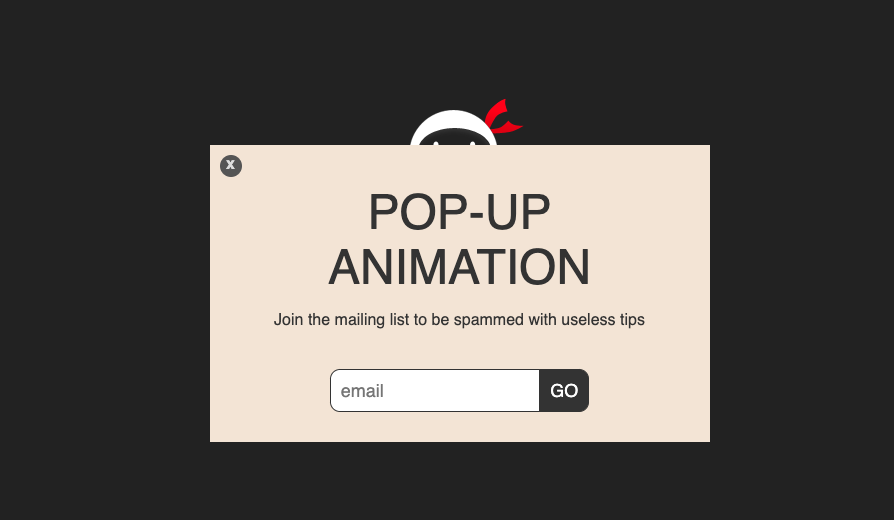 X
POP-UP
ANIMATION
Join the mailing list to be spammed with useless tips
email GO